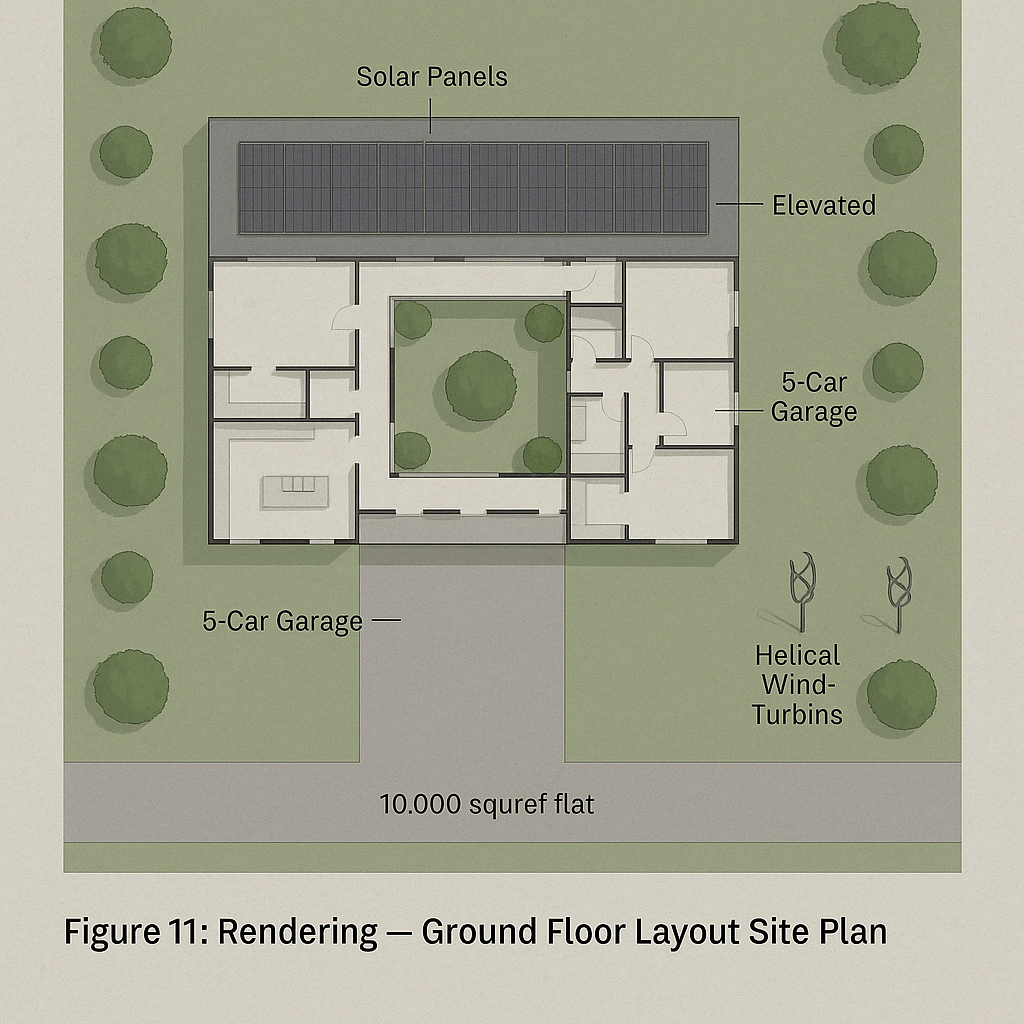 Solar Panels
Elevated
5-Car
Garage
5-Car Garage
Helical
Wind-
Turbins
10.000 squref flat
Figure 11: Rendering — Ground Floor Layout Site Plan